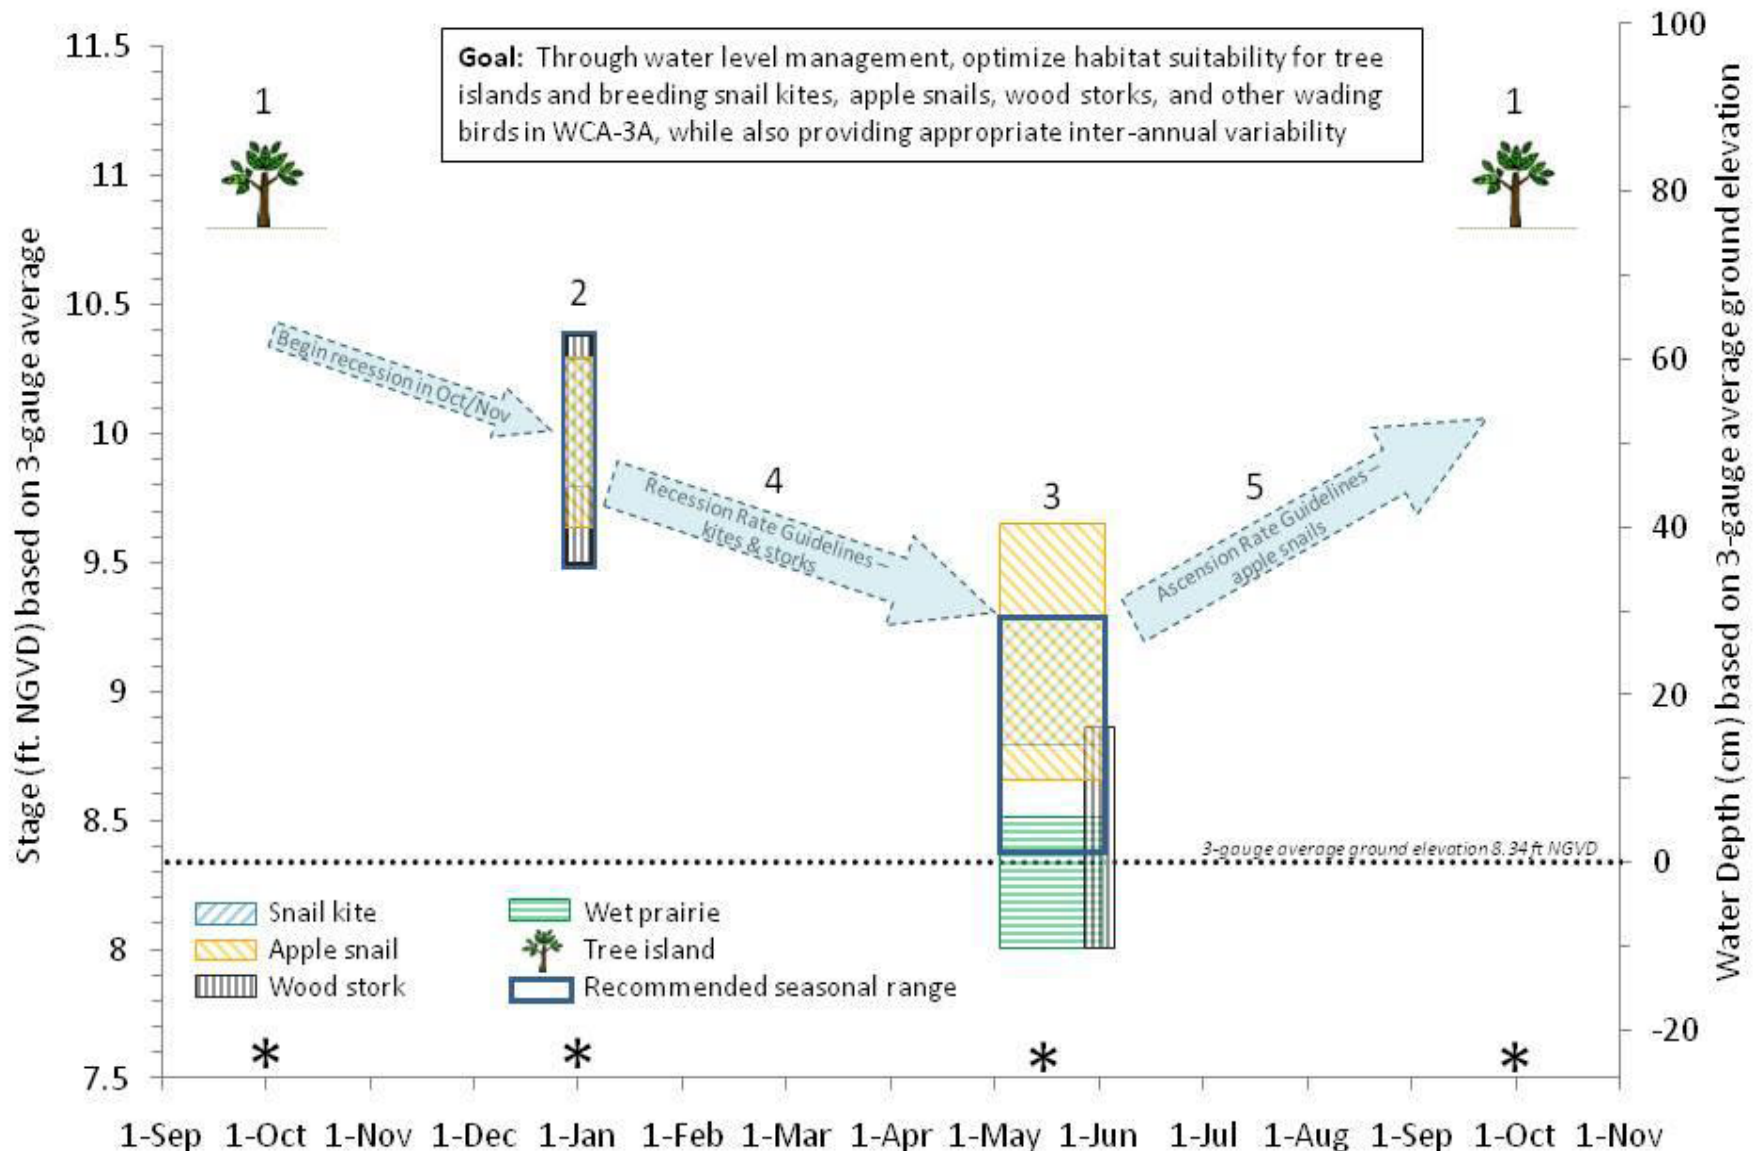 Goal: Through water level management, optimize habitat suitability for tree
islands and breeding snail kites, apple snails, wood storks, and other wading
birds in WCA-3A, while also providing appropriate inter-annual variability
Stage (ft. NGVD) based on 3-gauge average
11.5
11
10.5
10
9.5
9
8.5
8
7.5
1
2
3
4
5
1
Begin recession in Oct/Nov
Recession Rate Guidelines –
kites & storks
Ascension Rate Guidelines –
apple snails
3-gauge average ground elevation 8.34 ft NGVD
Snail kite
Apple snail
Wood stork
Wet prairie
Tree island
Recommended seasonal range
*
*
*
*
1-Sep 1-Oct 1-Nov 1-Dec 1-Jan 1-Feb 1-Mar 1-Apr 1-May 1-Jun 1-Jul 1-Aug 1-Sep 1-Oct 1-Nov
100
80
60
40
20
0
-20
Water Depth (cm) based on 3-gauge average ground elevation